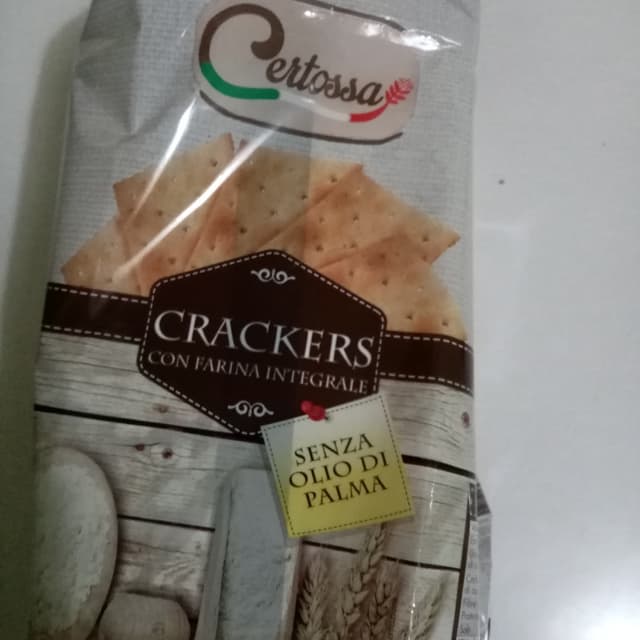 Certossa
CRACKERS
CON FARINA INTEGRALE
SENZA
OLIO DI
PALMA